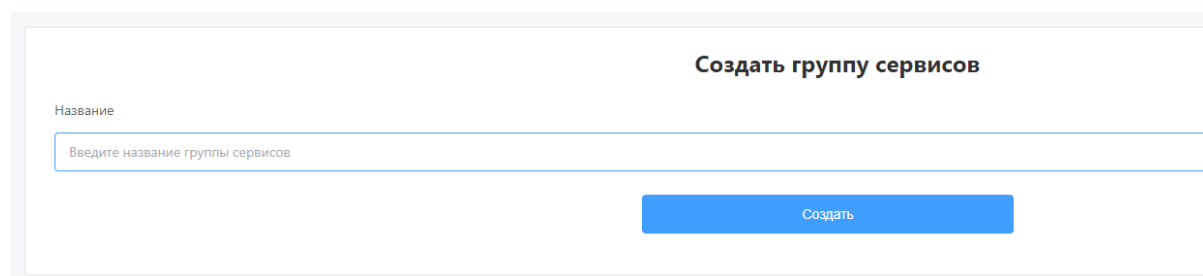 Создать группу сервисов
Название
Введите название группы сервисов
Создать